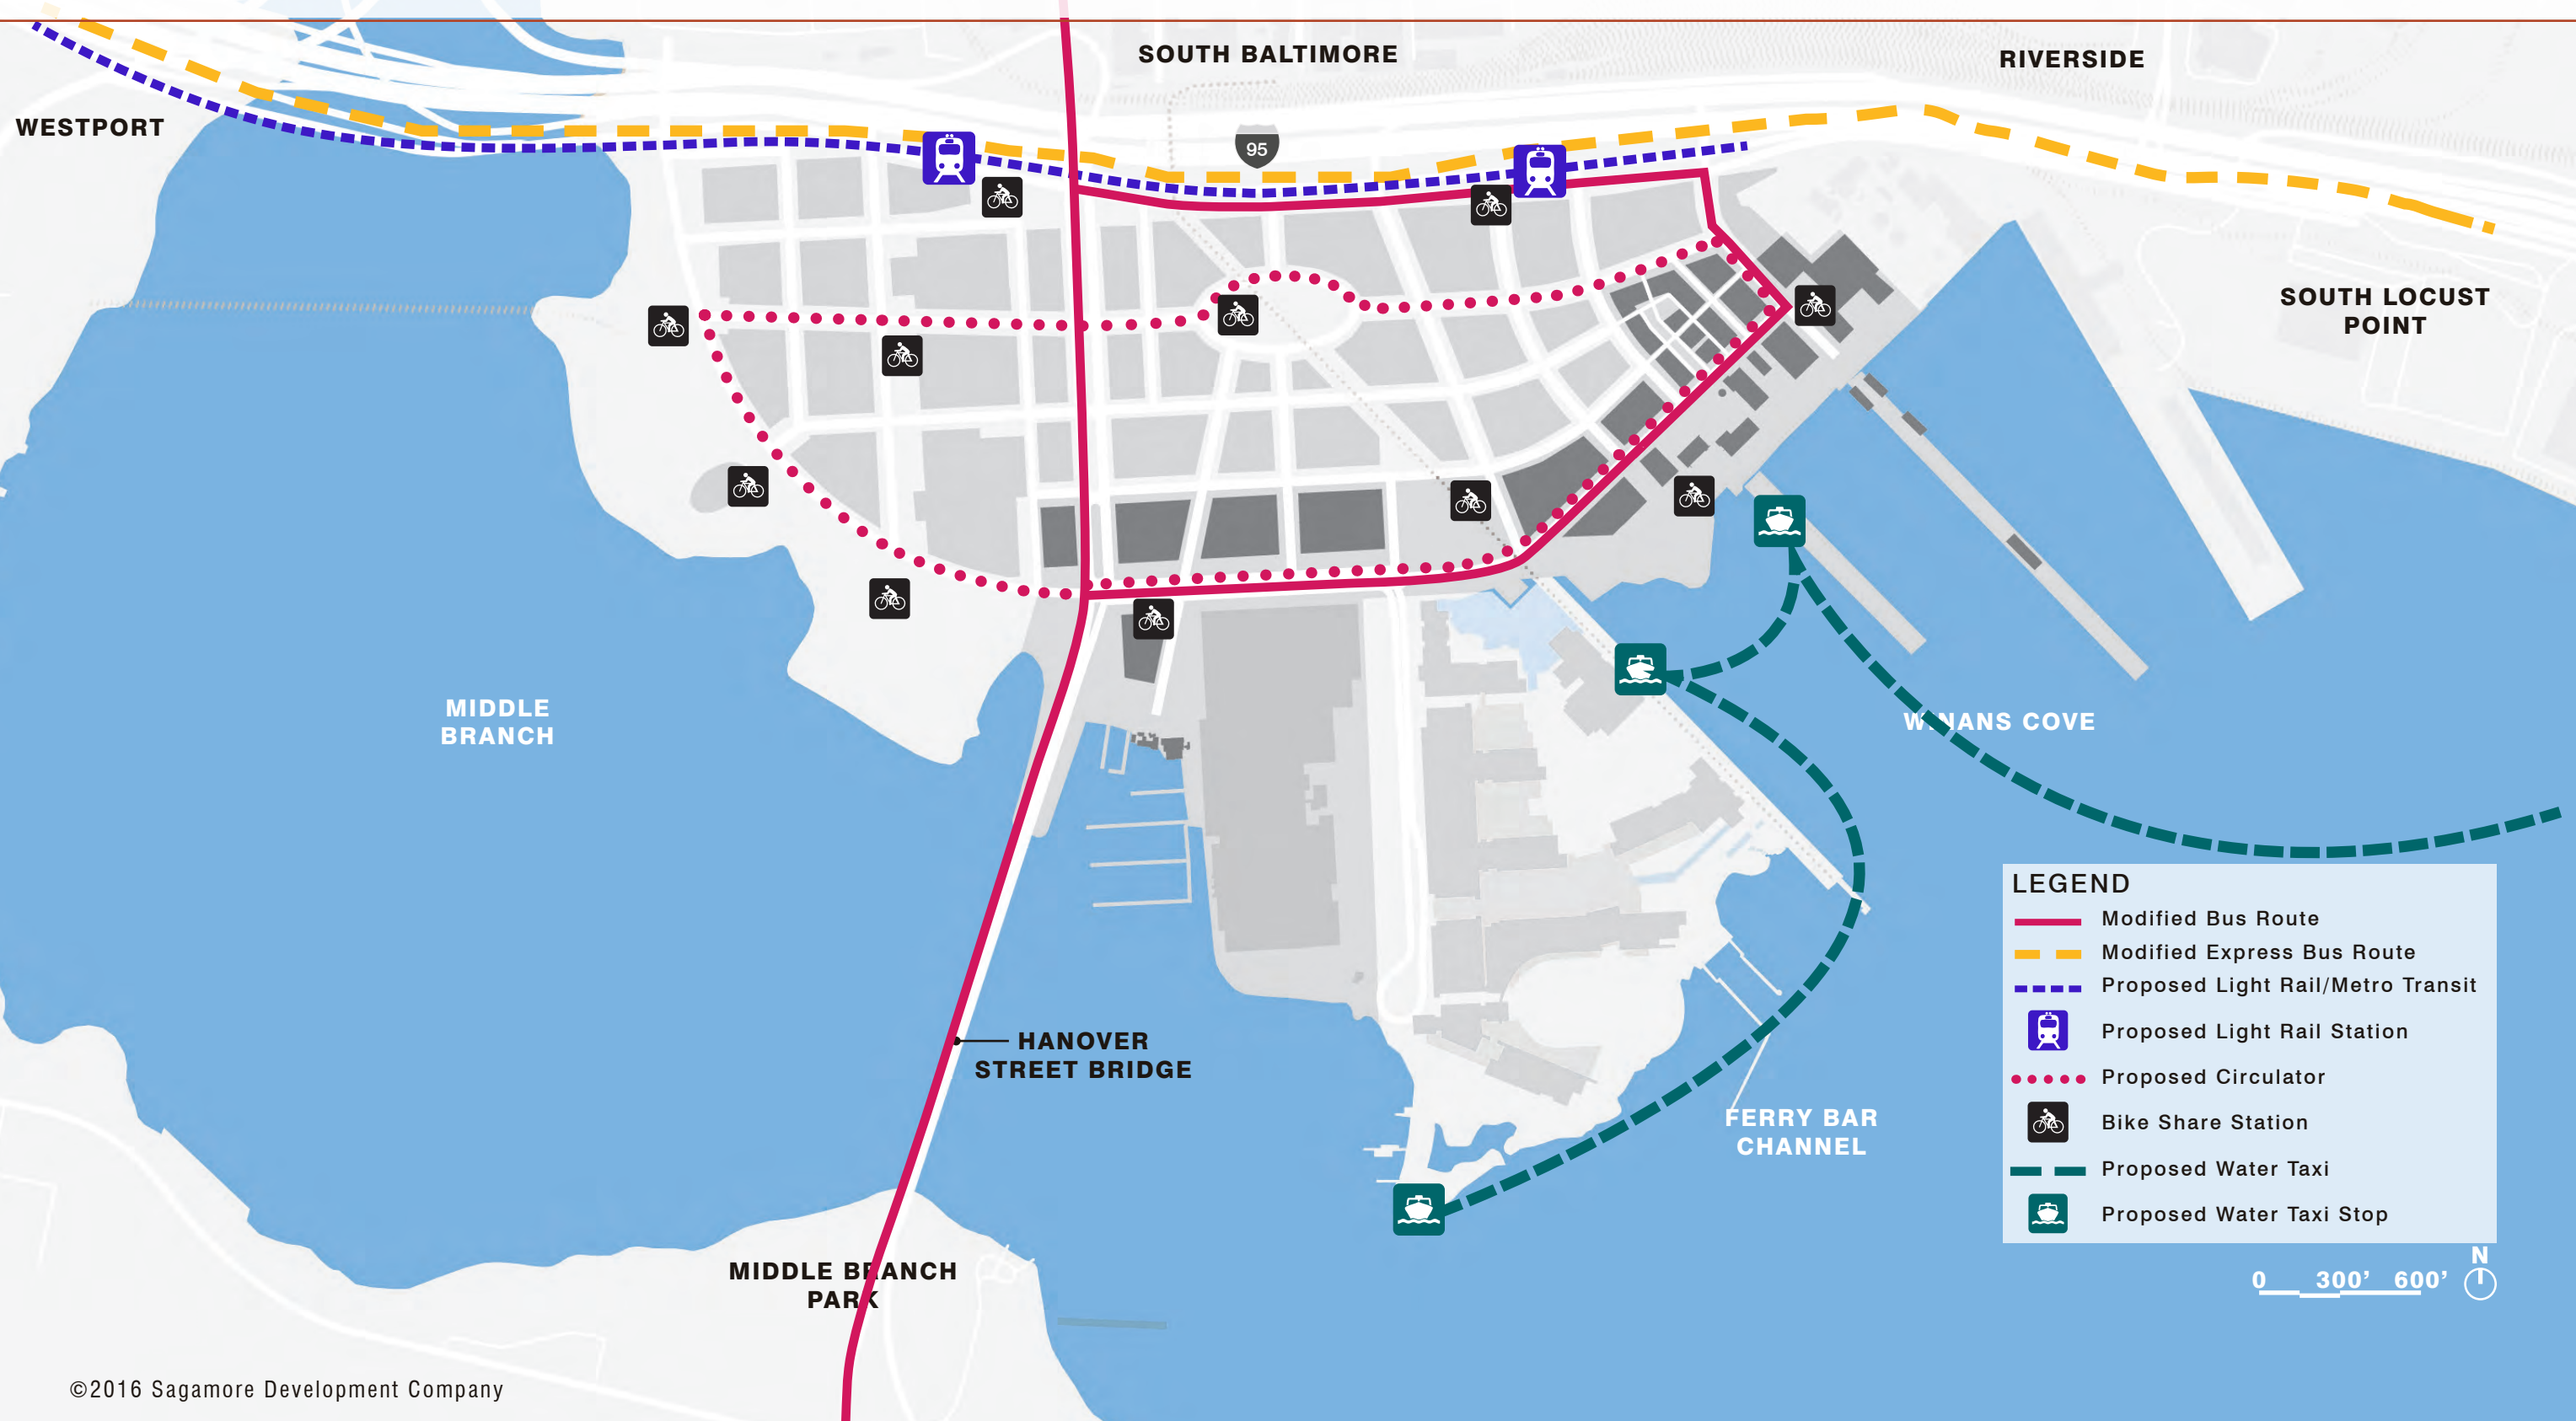 SOUTH BALTIMORE
RIVERSIDE
WESTPORT
95
SOUTH LOCUST
POINT
MIDDLE
BRANCH
WINANS COVE
HANOVER
STREET BRIDGE
FERRY BAR
CHANNEL
MIDDLE BRANCH
PARK
LEGEND
Modified Bus Route
Modified Express Bus Route
Proposed Light Rail/Metro Transit
Proposed Light Rail Station
Proposed Circulator
Bike Share Station
Proposed Water Taxi
Proposed Water Taxi Stop
N
0 300’ 600’
©2016 Sagamore Development Company